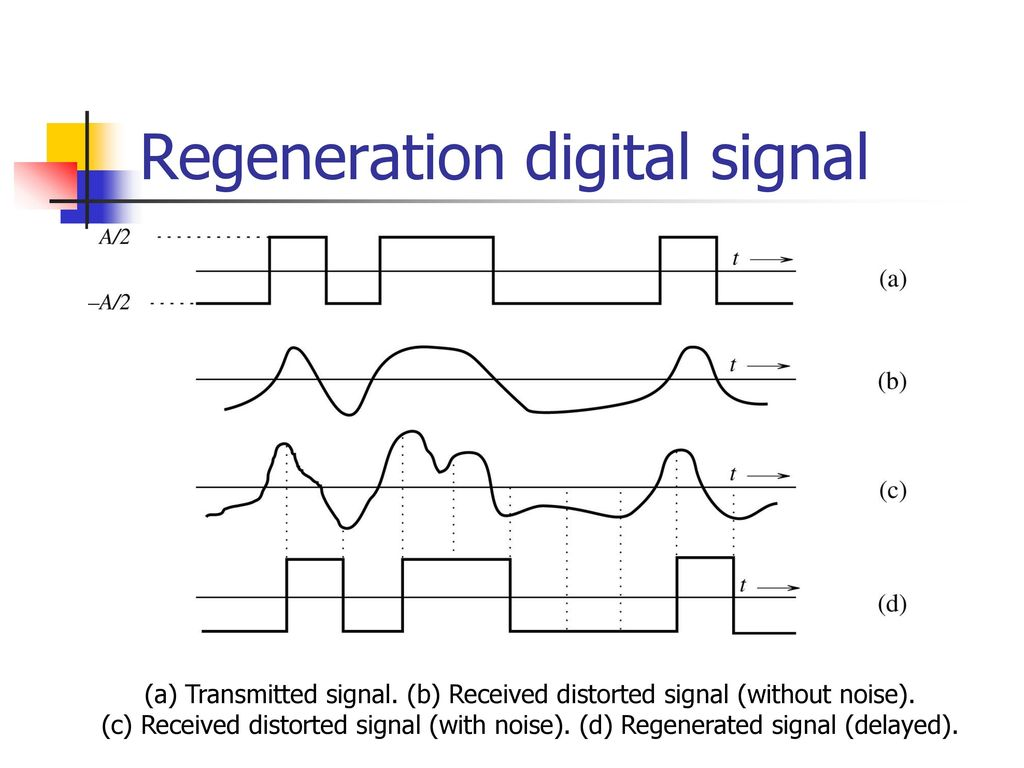 Regeneration digital signal
A/2
t
(a)
–A/2
t
(b)
t
(c)
t
(d)
(a) Transmitted signal. (b) Received distorted signal (without noise).
(c) Received distorted signal (with noise). (d) Regenerated signal (delayed).